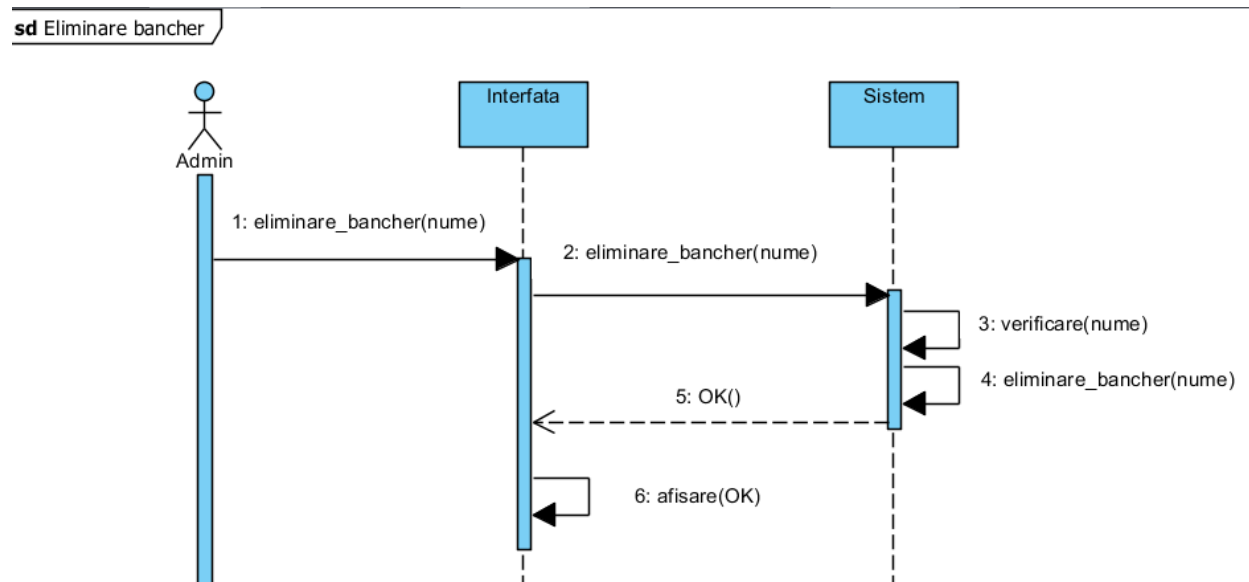 sd Eliminare bancher
Interfata
Sistem
Admin
1: eliminare_bancher(nume)
2: eliminare_bancher(nume)
3: verificare(nume)
4: eliminare_bancher(nume)
5: OK()
6: afisare(OK)